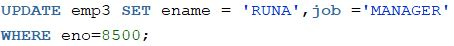 UPDATE emp3 SET ename = 'RUNA',job ='MANAGER'
WHERE eno=8500;